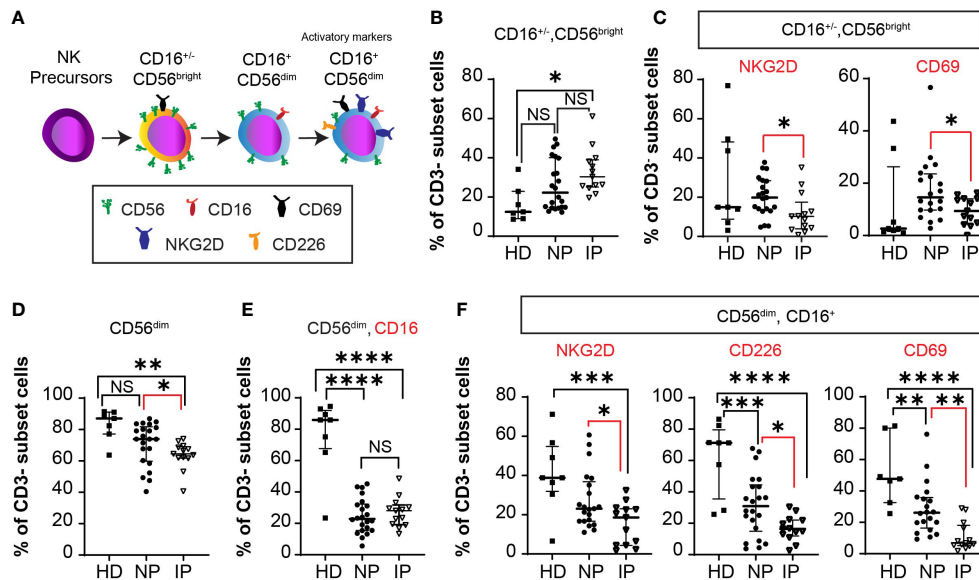 A
Activatory markers
NK
Precursors
CD16+/-
CD56bright
CD16+
CD56dim
CD16+
CD56dim
CD56
CD16
CD69
NKG2D
CD226
B
CD16+/-,CD56bright
% of CD3- subset cells
80
60
40
20
0
*
NS
NS
HD NP IP
C
CD16+/-,CD56bright
NKG2D
% of CD3- subset cells
80
60
40
20
0
*
HD NP IP
CD69
60
40
20
0
*
HD NP IP
D
CD56dim
% of CD3- subset cells
100
80
60
40
20
0
**
NS
*
HD NP IP
E
CD56dim, CD16
% of CD3- subset cells
100
80
60
40
20
0
****
****
NS
HD NP IP
F
CD56dim, CD16+
NKG2D
% of CD3- subset cells
80
60
40
20
0
***
*
HD NP IP
CD226
100
80
60
40
20
0
****
***
*
HD NP IP
CD69
100
80
60
40
20
0
****
**
**
HD NP IP